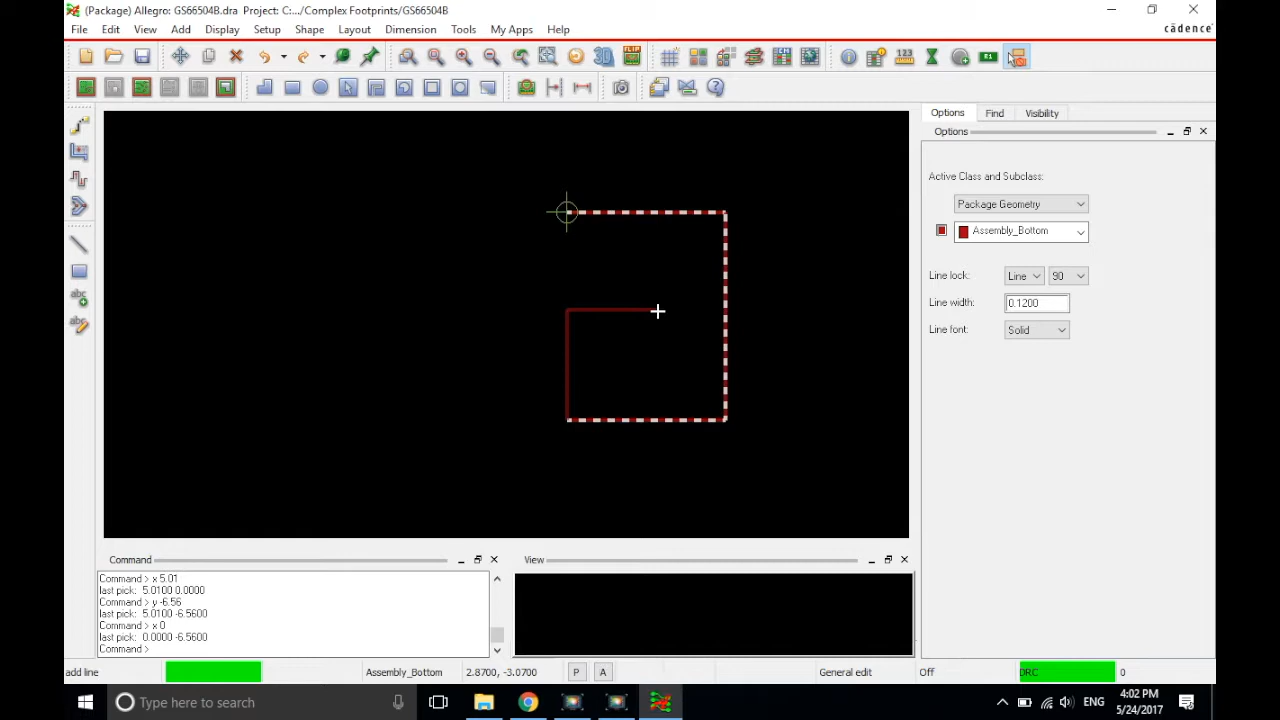 (Package) Allegro: GS66504B.dra Project: C:.../Complex Footprints/GS66504B
File Edit View Add Display Setup Shape Layout Dimension Tools My Apps Help
cādence
Options Find Visibility
Options
Active Class and Subclass:
Package Geometry
Assembly_Bottom
Line lock: Line 90
Line width: 0.1200
Line font: Solid
Command
View
Command > x 5.01
last pick: 5.0100 0.0000
Command > y -6.56
last pick: 5.0100 -6.5600
Command > x 0
last pick: 0.0000 -6.5600
Command >
add line Assembly_Bottom 2.8700, -3.0700 P A General edit Off DRC 0
Type here to search
ENG
4:02 PM
5/24/2017